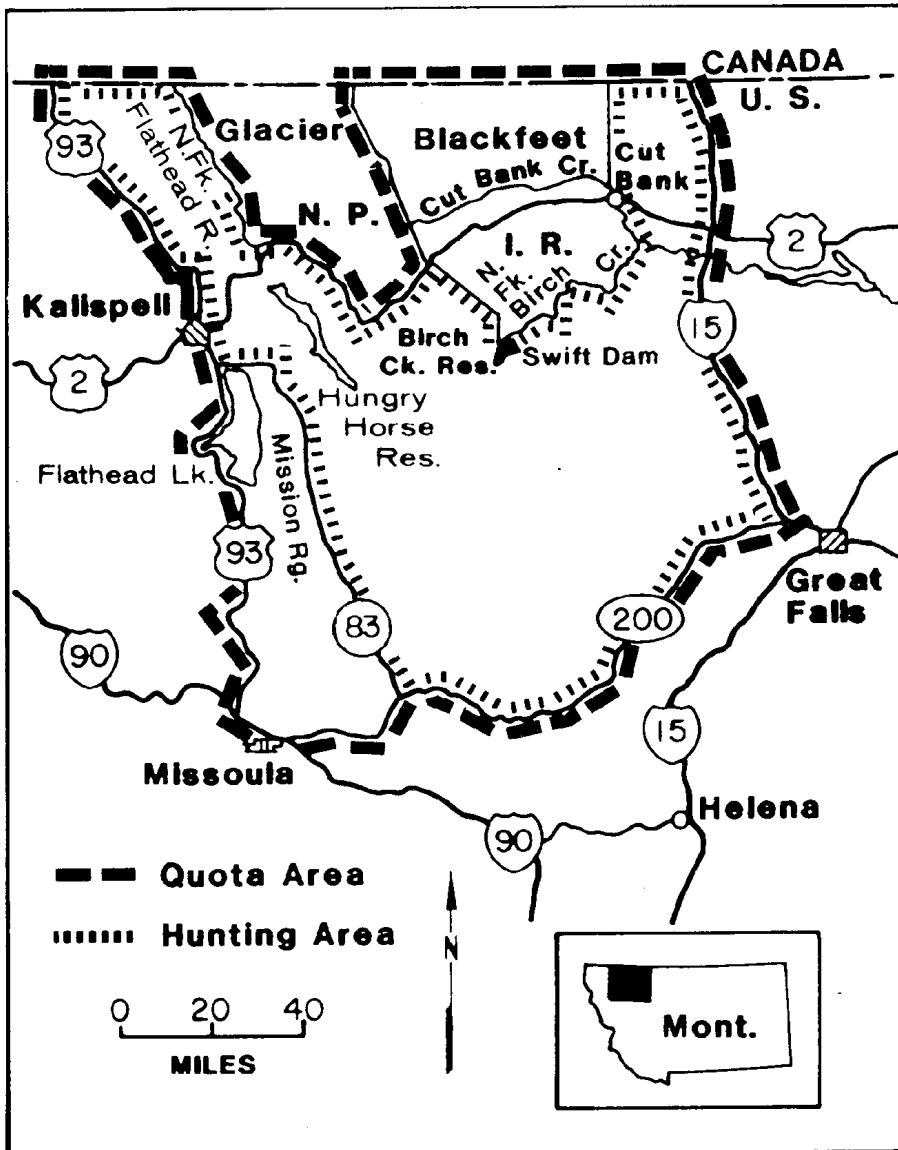 CANADA
U. S.
93
N. Fk.
Flathead R.
Glacier
N. P.
Blackfeet
I. R.
Cut Bank Cr.
Cut
Bank
2
N.
Fk.
Birch
Cr.
Kalispell
Birch
Ck. Res.
Swift Dam
15
2
Hungry
Horse
Res.
Flathead Lk.
Mission Rg.
93
Great
Falls
83
200
90
15
Missoula
Helena
90
Quota Area
Hunting Area
N
0 20 40
MILES
Mont.